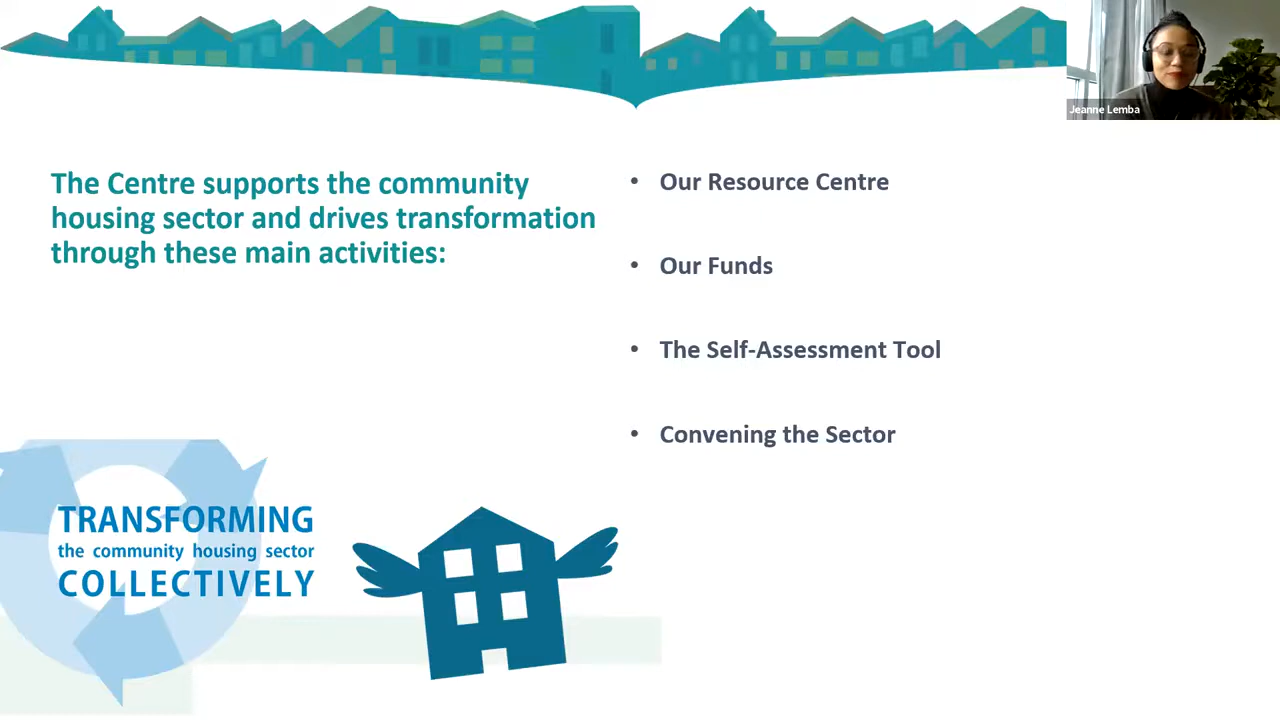 Jeanne Lemba
The Centre supports the community
housing sector and drives transformation
through these main activities:
• Our Resource Centre
• Our Funds
• The Self-Assessment Tool
• Convening the Sector
TRANSFORMING
the community housing sector
COLLECTIVELY